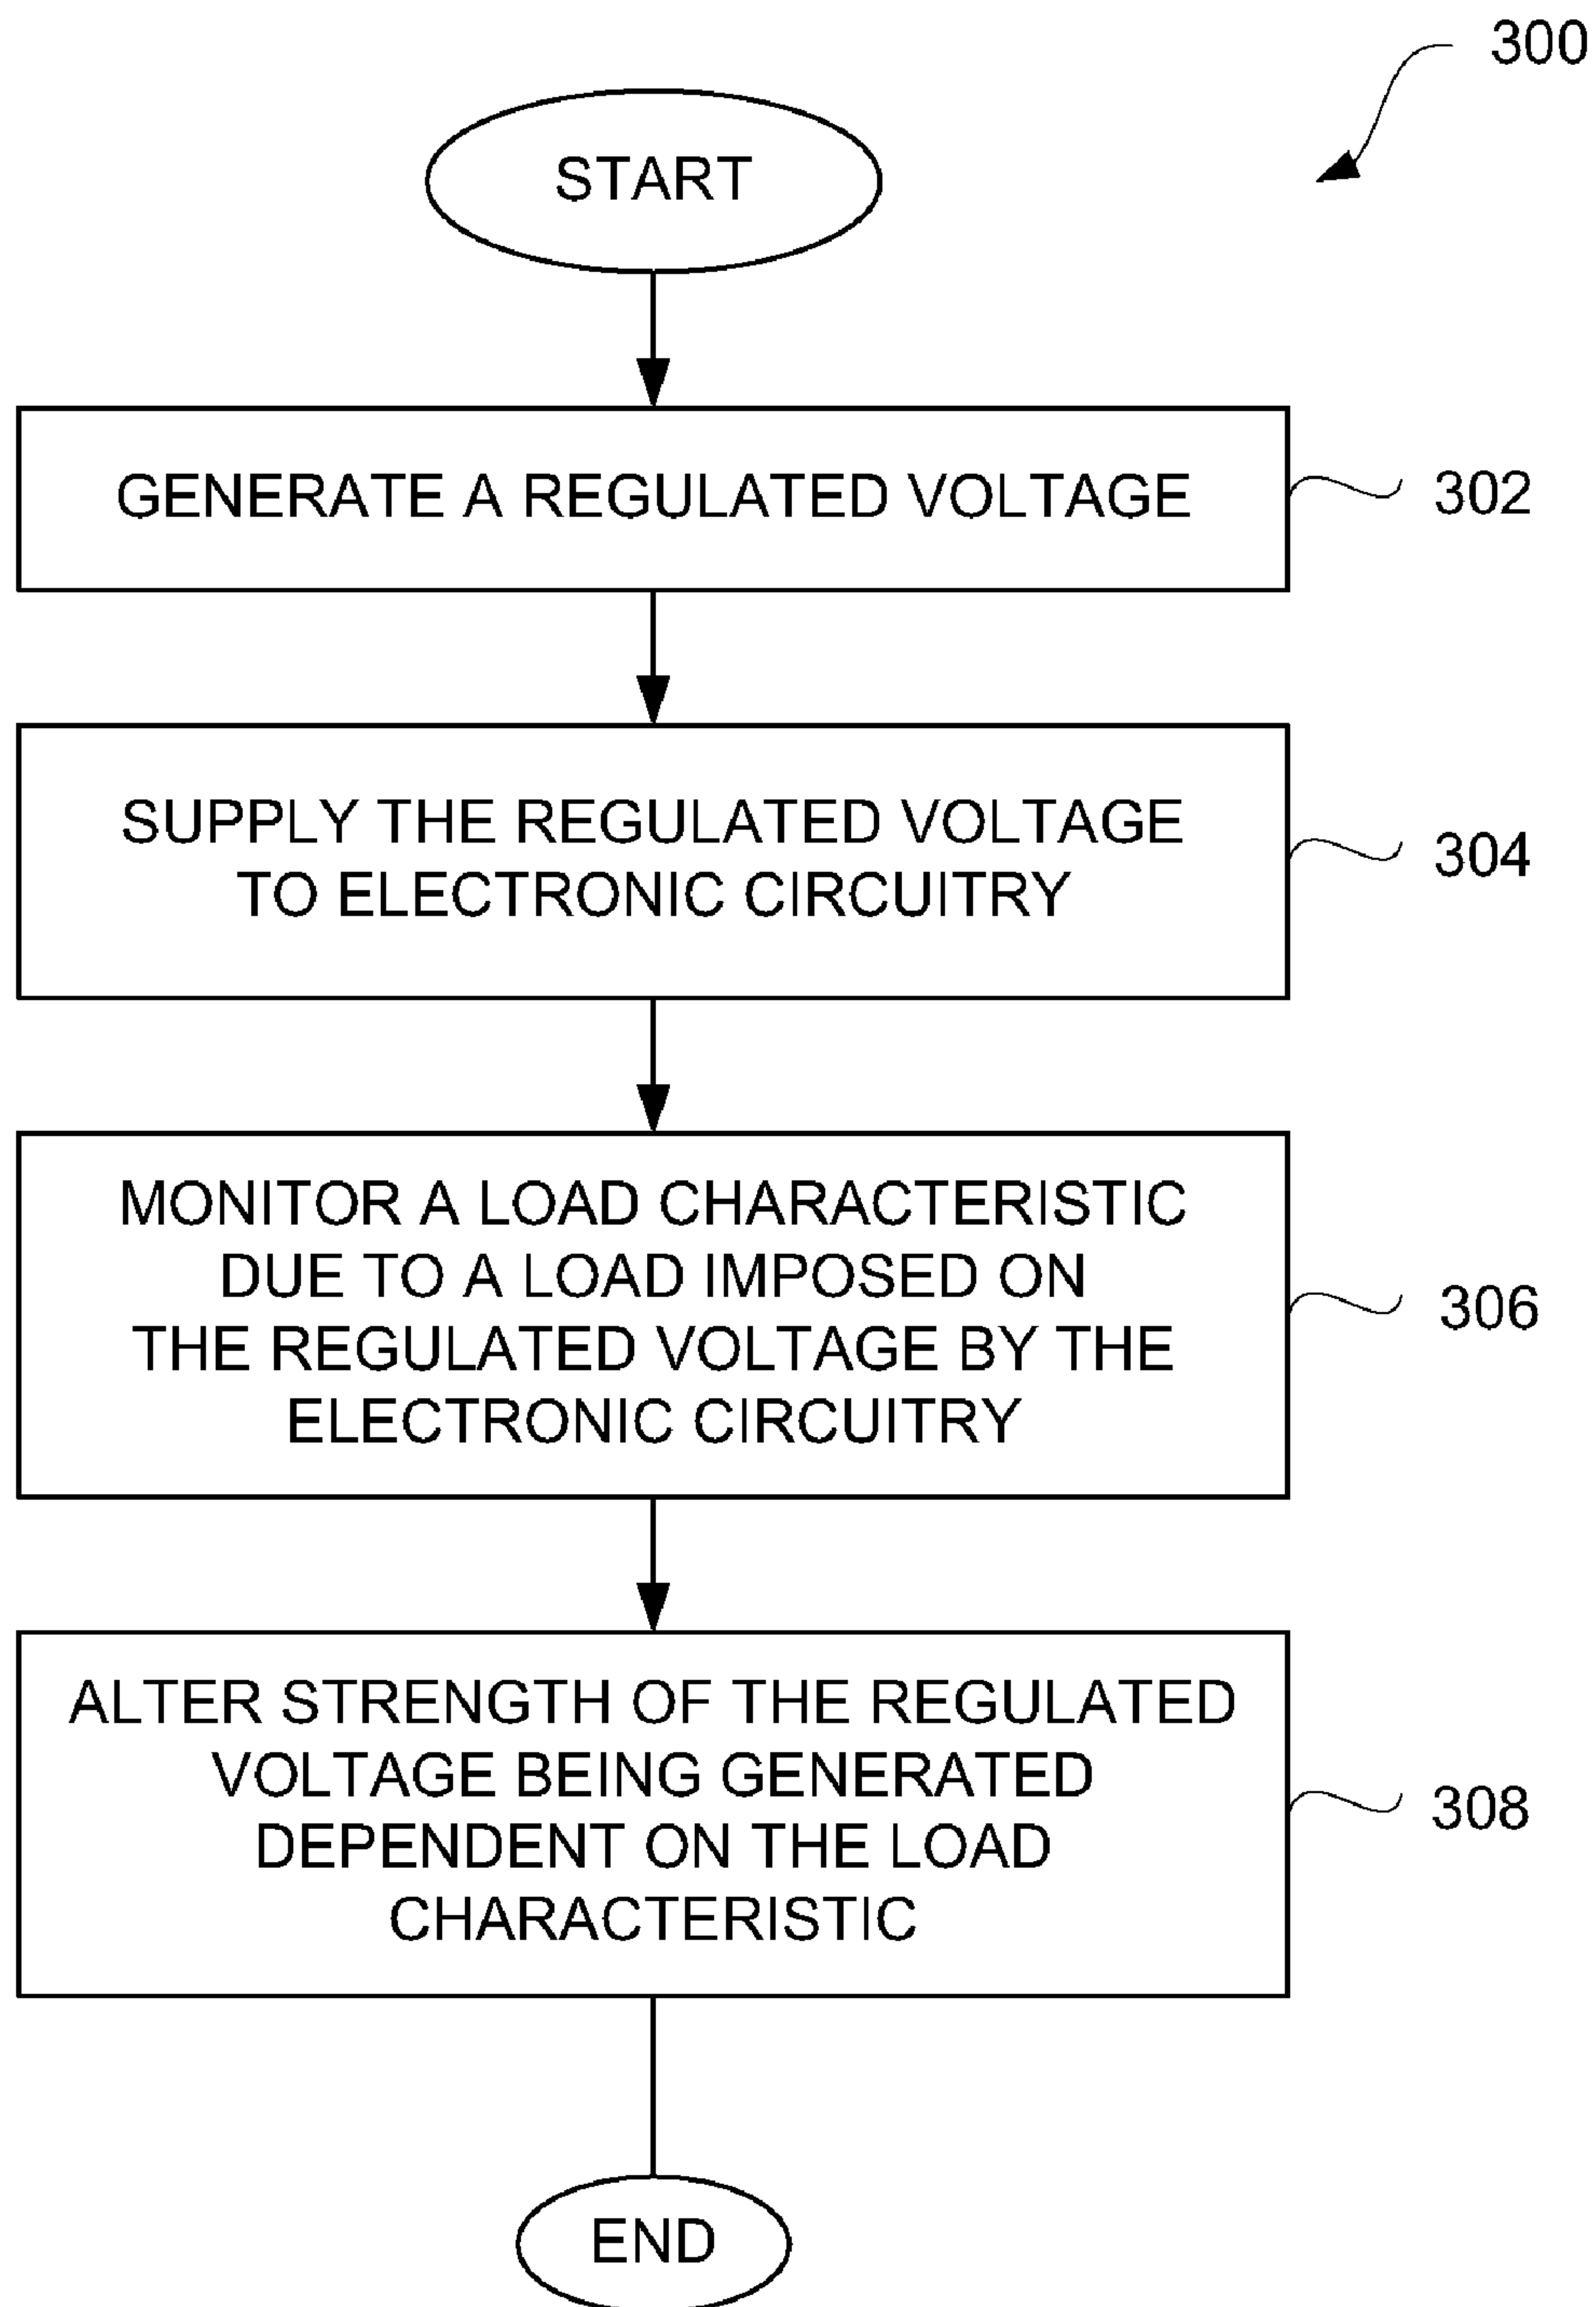 300
START
GENERATE A REGULATED VOLTAGE
302
SUPPLY THE REGULATED VOLTAGE
TO ELECTRONIC CIRCUITRY
304
MONITOR A LOAD CHARACTERISTIC
DUE TO A LOAD IMPOSED ON
THE REGULATED VOLTAGE BY THE
ELECTRONIC CIRCUITRY
306
ALTER STRENGTH OF THE REGULATED
VOLTAGE BEING GENERATED
DEPENDENT ON THE LOAD
CHARACTERISTIC
308
END